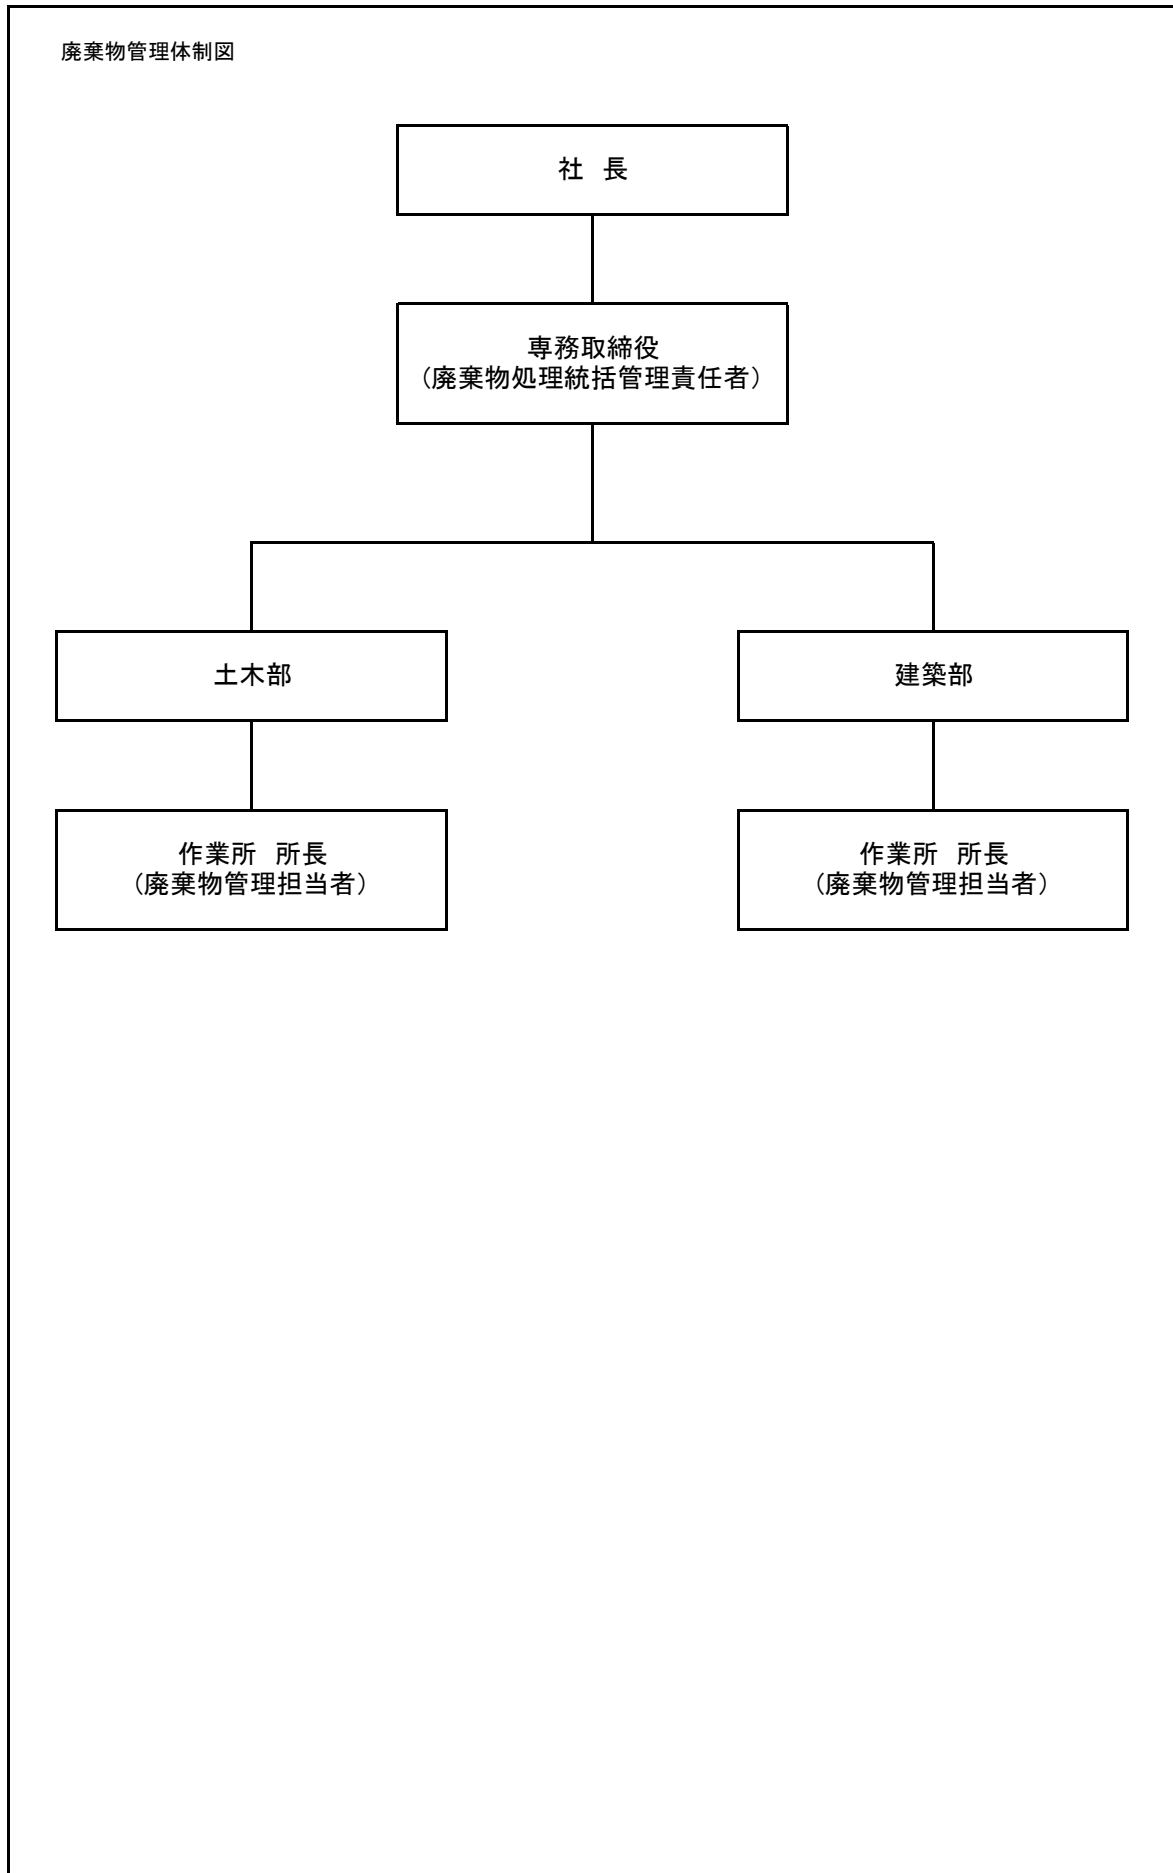 廃棄物管理体制図
社 長
専務取締役
（廃棄物処理統括管理責任者）
土木部
建築部
作業所 所長
（廃棄物管理担当者）
作業所 所長
（廃棄物管理担当者）